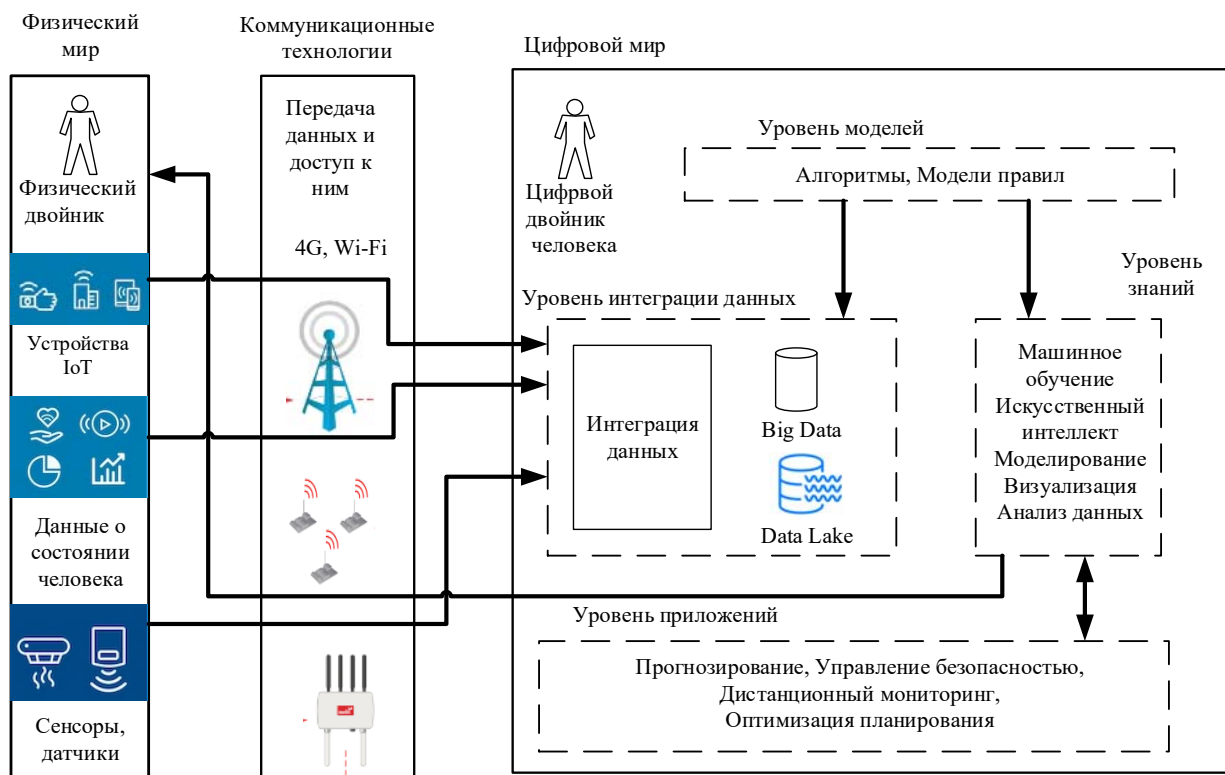 Физический
мир
Физический
двойник
Устройства
IoT
Данные о
состоянии
человека
Сенсоры,
датчики
Коммуникационные
технологии
Передача
данных и
доступ к
ним
4G, Wi-Fi
Цифровой мир
Цифрвой
двойник
человека
Уровень моделей
Алгоритмы, Модели правил
Уровень интеграции данных
Интеграция
данных
Big Data
Data Lake
Уровень
знаний
Машинное
обучение
Искусственный
интеллект
Моделирование
Визуализация
Анализ данных
Уровень приложений
Прогнозирование, Управление безопасностью,
Дистанционный мониторинг,
Оптимизация планирования